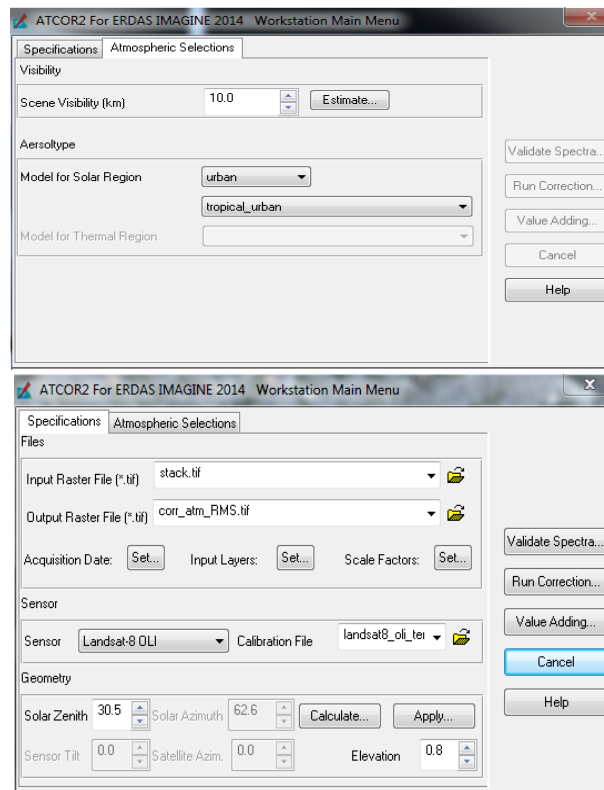 ATCOR2 For ERDAS IMAGINE 2014 Workstation Main Menu
Specifications Atmospheric Selections
Visibility
Scene Visibility (km) 10.0 Estimate...
Aersoltype
Model for Solar Region urban
tropical_urban
Model for Thermal Region
Validate Spectra...
Run Correction...
Value Adding...
Cancel
Help
ATCOR2 For ERDAS IMAGINE 2014 Workstation Main Menu
Specifications Atmospheric Selections
Files
Input Raster File (*.tif) stack.tif
Output Raster File (*.tif) corr_atm_RMS.tif
Acquisition Date: Set... Input Layers: Set... Scale Factors: Set...
Sensor
Sensor Landsat-8 OLI Calibration File landsat8_oli_ter
Geometry
Solar Zenith 30.5 Solar Azimuth 62.6 Calculate... Apply...
Sensor Tilt 0.0 Satellite Azim. 0.0 Elevation 0.8
Validate Spectra...
Run Correction...
Value Adding...
Cancel
Help